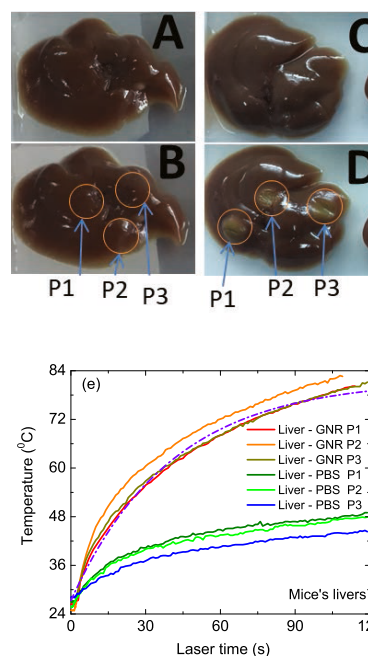 A
C
B
D
P1
P2
P3
P1
P2
P3
84
72
60
48
36
24
(e)
Liver - GNR P1
Liver - GNR P2
Liver - GNR P3
Liver - PBS P1
Liver - PBS P2
Liver - PBS P3
Mice's livers
Temperature (⁰C)
0
30
60
90
120
Laser time (s)